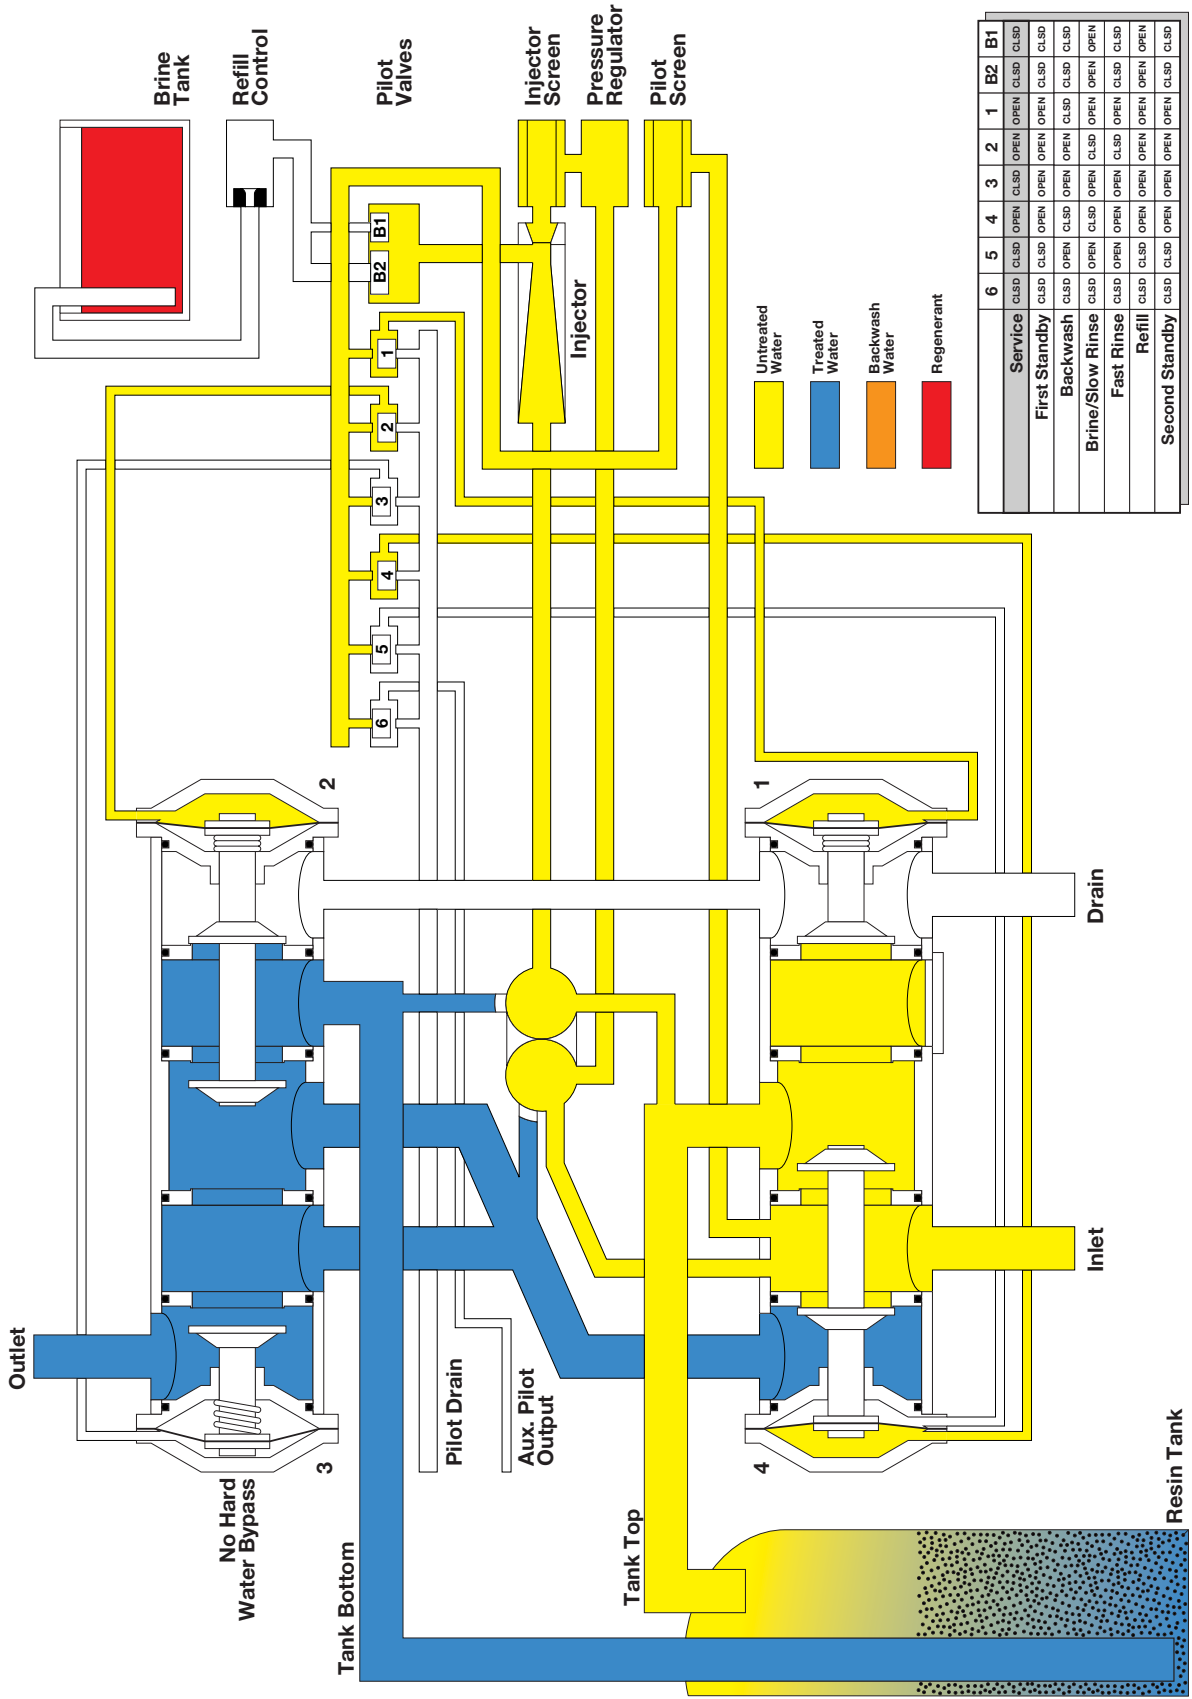 Outlet
No Hard
Water Bypass
3
2
Brine
Tank
Refill
Control
Pilot
Valves
6
5
4
3
2
1
B2
B1
Tank Bottom
Pilot Drain
Aux. Pilot
Output
Injector
Screen
Pressure
Regulator
Pilot
Screen
Injector
Tank Top
4
1
Inlet
Drain
Resin Tank
Untreated
Water
Treated
Water
Backwash
Water
Regenerant
6 5 4 3 2 1 B2 B1
Service CLSD CLSD OPEN CLSD OPEN OPEN CLSD CLSD
First Standby CLSD CLSD OPEN OPEN OPEN OPEN CLSD CLSD
Backwash CLSD OPEN CLSD OPEN OPEN CLSD CLSD CLSD
Brine/Slow Rinse CLSD OPEN CLSD OPEN CLSD OPEN OPEN OPEN
Fast Rinse CLSD OPEN OPEN OPEN CLSD CLSD CLSD CLSD
Refill CLSD CLSD OPEN OPEN OPEN OPEN OPEN OPEN
Second Standby CLSD CLSD OPEN OPEN OPEN OPEN CLSD CLSD